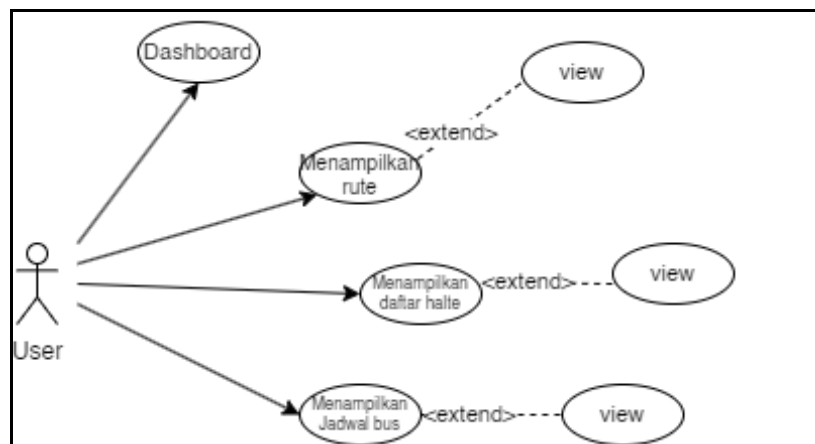 Dashboard
view
<extend>
Menampilkan
rute
Menampilkan
daftar halte
<extend>
view
User
Menampilkan
Jadwal bus
<extend>
view